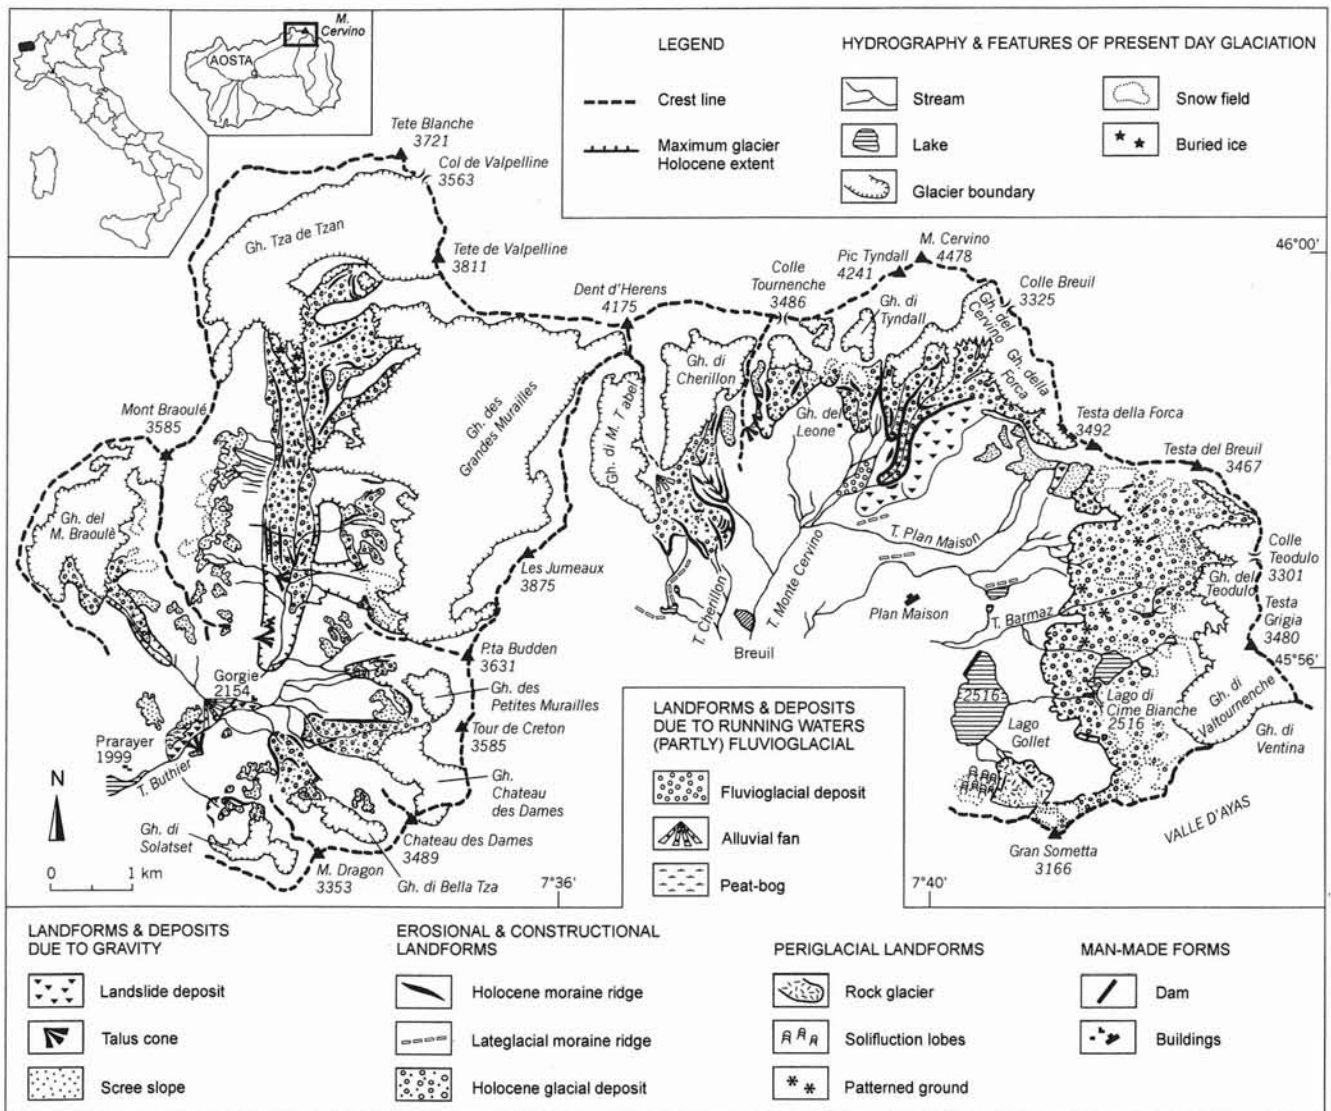 M.
Cervino
AOSTA
LEGEND
Crest line
Maximum glacier
Holocene extent
HYDROGRAPHY & FEATURES OF PRESENT DAY GLACIATION
Stream
Lake
Glacier boundary
Snow field
Buried ice
Tete Blanche
3721
Col de Valpelline
3563
Gh. Tza de Tzan
Tete de Valpelline
3811
Dent d'Herens
4175
Colle
Tournenche
3486
Pic Tyndall
4241
M. Cervino
4478
46°00'
Colle Breuil
3325
Gh. di
Tyndall
Gh. del
Cervino
Gh. della
Forca
Gh. di
Cherillon
Gh. di M. Tabel
Gh. des
Grandes Murailles
Gh. del
Leone
Testa della Forca
3492
Testa del Breuil
3467
Mont Braoulé
3585
Gh. del
M. Braoulè
Les Jumeaux
3875
T. Plan Maison
T. Cherillon
T. Monte Cervino
Plan Maison
T. Barmaz
Colle
Teodulo
3301
Gh. del
Teodulo
Testa
Grigia
3480
Breuil
45°56'
P.ta Budden
3631
Gorgie
2154
Gh. des
Petites Murailles
2516
Lago di
Cime Bianche
2516
Gh. di
Valtournenche
Gh. di
Ventina
Lago
Gollet
Tour de Creton
3585
Prarayer
1999
T. Buthier
N
Gh.
Chateau
des Dames
Gh. di
Solatset
Chateau des Dames
3489
M. Dragon
3353
Gh. di Bella Tza
0 1 km
7°36'
7°40'
Gran Sometta
3166
VALLE D'AYAS
LANDFORMS & DEPOSITS
DUE TO RUNNING WATERS
(PARTLY) FLUVIOGLACIAL
Fluvioglacial deposit
Alluvial fan
Peat-bog
LANDFORMS & DEPOSITS
DUE TO GRAVITY
Landslide deposit
Talus cone
Scree slope
EROSIONAL & CONSTRUCTIONAL
LANDFORMS
Holocene moraine ridge
Lateglacial moraine ridge
Holocene glacial deposit
PERIGLACIAL LANDFORMS
Rock glacier
Solifluction lobes
Patterned ground
MAN-MADE FORMS
Dam
Buildings